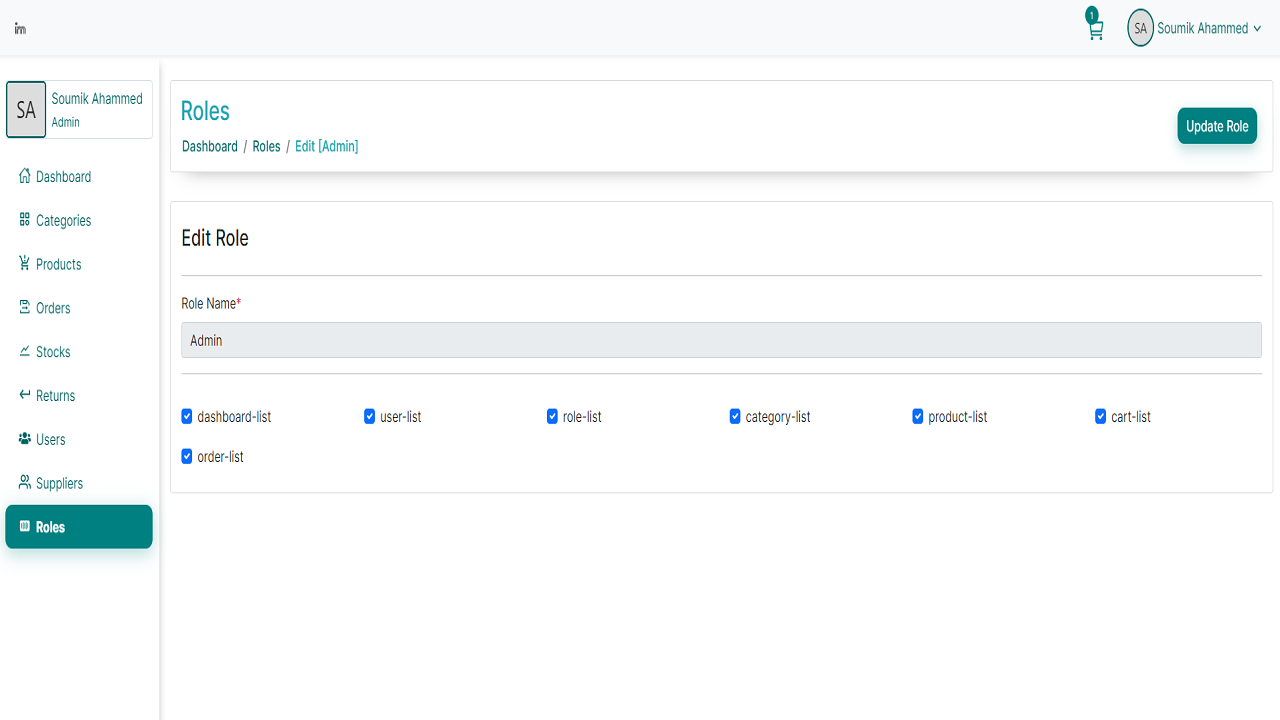 im
1
SA Soumik Ahammed
SA
Soumik Ahammed
Admin
Dashboard
Categories
Products
Orders
Stocks
Returns
Users
Suppliers
Roles
Roles
Dashboard / Roles / Edit [Admin]
Update Role
Edit Role
Role Name*
Admin
dashboard-list user-list role-list category-list product-list cart-list
order-list